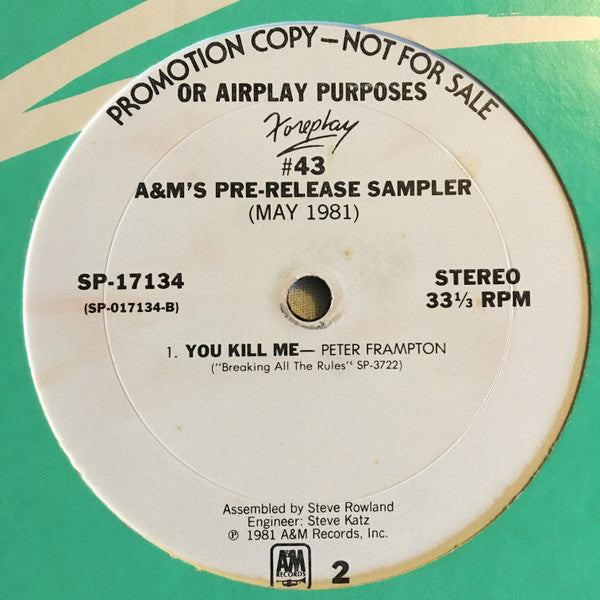 PROMOTION COPY—NOT FOR SALE
OR AIRPLAY PURPOSES
Foreplay
#43
A&M'S PRE-RELEASE SAMPLER
(MAY 1981)
SP-17134
(SP-017134-B)
STEREO
33⅓ RPM
1. YOU KILL ME— PETER FRAMPTON
("Breaking All The Rules" SP-3722)
Assembled by Steve Rowland
Engineer: Steve Katz
℗ 1981 A&M Records, Inc.
A&M
RECORDS
2